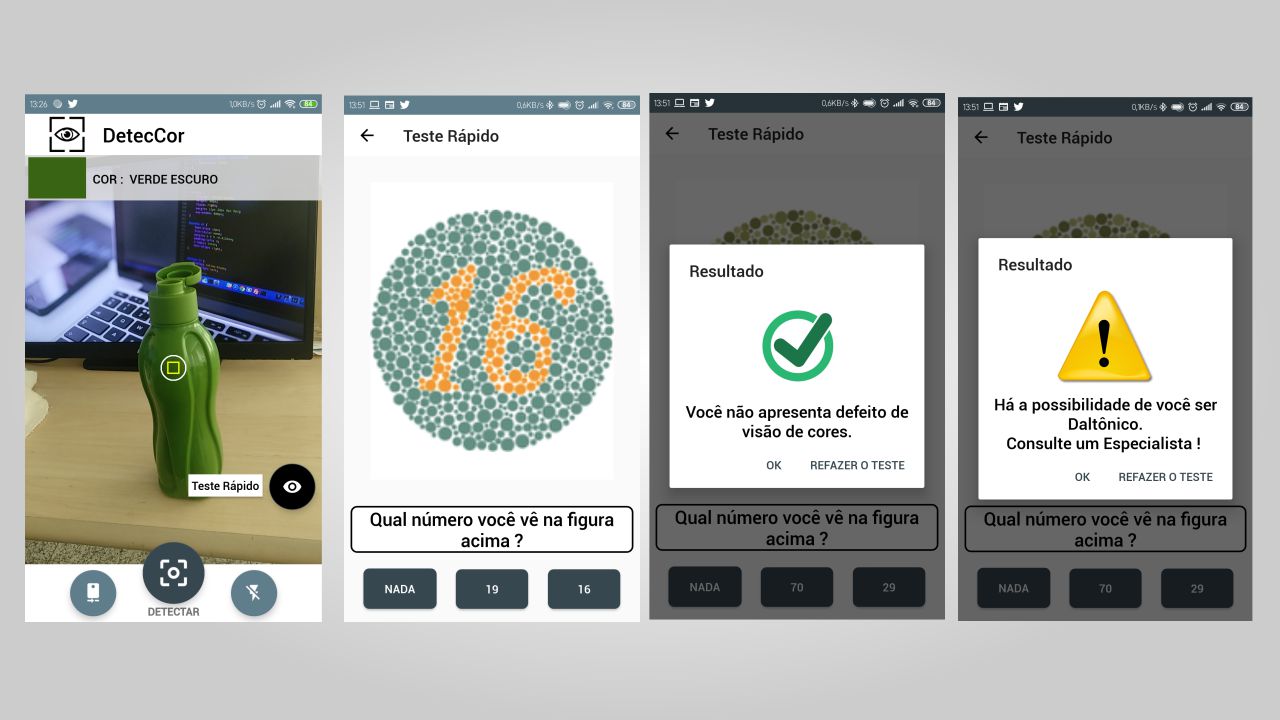 13:26
1,0KB/s
84
DetecCor
COR : VERDE ESCURO
Teste Rápido
DETECTAR
13:51
0,6KB/s
84
Teste Rápido
16
Qual número você vê na figura
acima ?
NADA
19
16
13:51
0,6KB/s
84
Teste Rápido
Resultado
Você não apresenta defeito de
visão de cores.
OK
REFAZER O TESTE
Qual número você vê na figura
acima ?
NADA
70
29
13:51
0,1KB/s
84
Teste Rápido
Resultado
Há a possibilidade de você ser
Daltônico.
Consulte um Especialista !
OK
REFAZER O TESTE
Qual número você vê na figura
acima ?
NADA
70
29